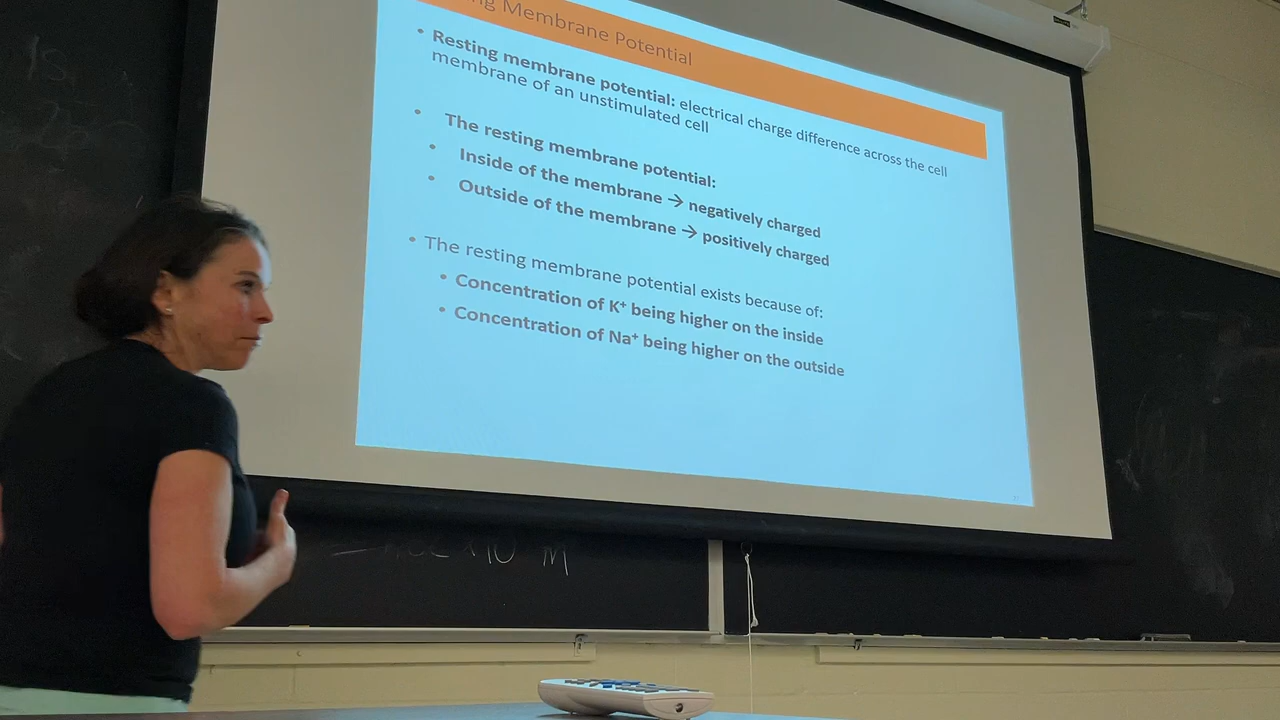 ng Membrane Potential
• Resting membrane potential: electrical charge difference across the cell
membrane of an unstimulated cell
• The resting membrane potential:
• Inside of the membrane → negatively charged
• Outside of the membrane → positively charged
• The resting membrane potential exists because of:
• Concentration of K⁺ being higher on the inside
• Concentration of Na⁺ being higher on the outside
M